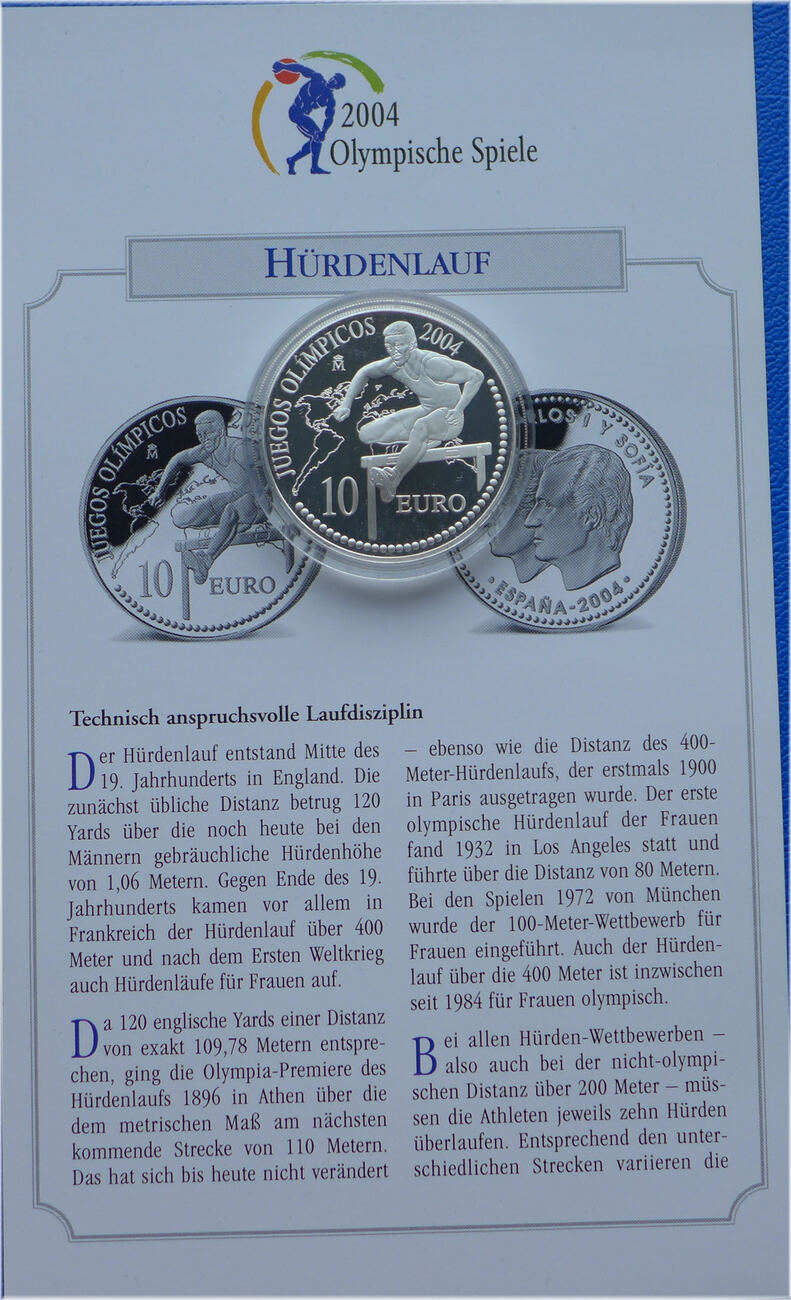 2004
Olympische Spiele
HÜRDENLAUF
JUEGOS OLÍMPICOS 2004
M
10 EURO
JUEGOS OLÍMPICOS
M
10 EURO
LOS I Y SOFÍA
ESPAÑA-2004
Technisch anspruchsvolle Laufdisziplin
Der Hürdenlauf entstand Mitte des
19. Jahrhunderts in England. Die
zunächst übliche Distanz betrug 120
Yards über die noch heute bei den
Männern gebräuchliche Hürdenhöhe
von 1,06 Metern. Gegen Ende des 19.
Jahrhunderts kamen vor allem in
Frankreich der Hürdenlauf über 400
Meter und nach dem Ersten Weltkrieg
auch Hürdenläufe für Frauen auf.
Da 120 englische Yards einer Distanz
von exakt 109,78 Metern entspre-
chen, ging die Olympia-Premiere des
Hürdenlaufs 1896 in Athen über die
dem metrischen Maß am nächsten
kommende Strecke von 110 Metern.
Das hat sich bis heute nicht verändert
– ebenso wie die Distanz des 400-
Meter-Hürdenlaufs, der erstmals 1900
in Paris ausgetragen wurde. Der erste
olympische Hürdenlauf der Frauen
fand 1932 in Los Angeles statt und
führte über die Distanz von 80 Metern.
Bei den Spielen 1972 von München
wurde der 100-Meter-Wettbewerb für
Frauen eingeführt. Auch der Hürden-
lauf über die 400 Meter ist inzwischen
seit 1984 für Frauen olympisch.
Bei allen Hürden-Wettbewerben –
also auch bei der nicht-olympi-
schen Distanz über 200 Meter – müs-
sen die Athleten jeweils zehn Hürden
überlaufen. Entsprechend den unter-
schiedlichen Strecken variieren die